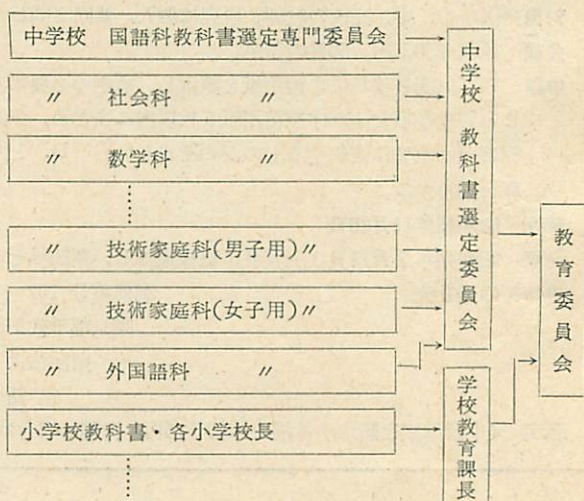 中学校 国語科教科書選定専門委員会
〃 社会科 〃
〃 数学科 〃
〃 技術家庭科(男子用)〃
〃 技術家庭科(女子用)〃
〃 外国語科 〃
小学校教科書・各小学校長
中学校 教科書選定委員会
学校教育課長
教育委員会